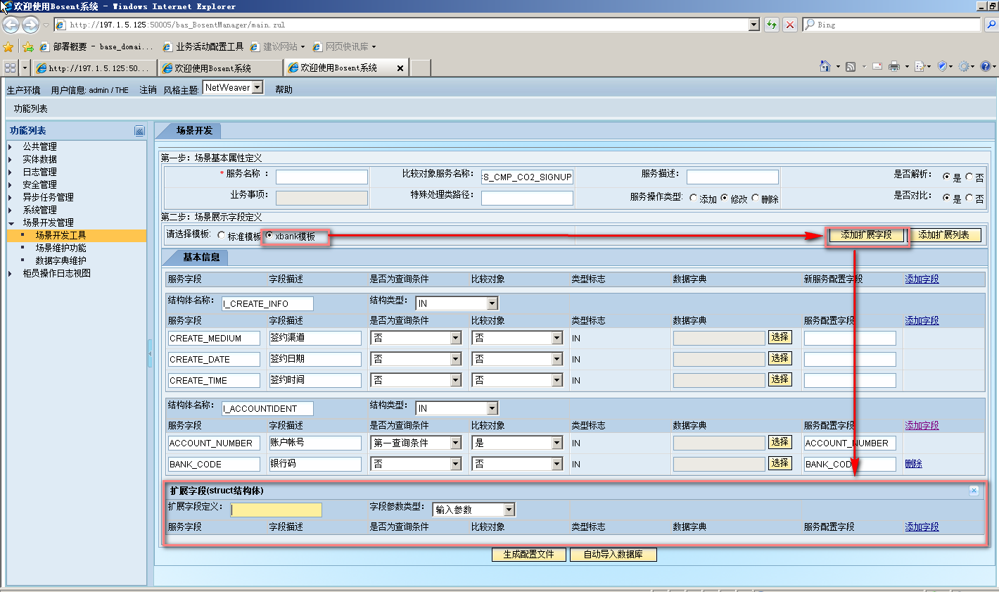 欢迎使用Bosent系统 - Windows Internet Explorer
http://197.1.5.125:50005/bas_BosentManager/main.zul
Bing
部署概要 - base_domai... 业务活动配置工具 建议网站 网页快讯库
http://197.1.5.125:50... 欢迎使用Bosent系统 欢迎使用Bosent系统
生产环境 用户信息: admin / THE 注销 风格主题: NetWeaver 帮助
功能列表
功能列表
公共管理
实体数据
日志管理
安全管理
异步任务管理
系统管理
场景开发管理
场景开发工具
场景维护功能
数据字典维护
柜员操作日志视图
场景开发
第一步：场景基本属性定义
* 服务名称 ： 比较对象服务名称: S_CMP_CO2_SIGNUP 服务描述: 是否解析: 是 否
业务事项: 特殊处理类路径: 服务操作类型: 添加 修改 删除 是否对比: 是 否
第二步：场景展示字段定义
请选择模板: 标准模板 xbank模板 添加扩展字段 添加扩展列表
基本信息
服务字段 字段描述 是否为查询条件 比较对象 类型标志 数据字典 新服务配置字段 添加字段
结构体名称: I_CREATE_INFO 结构类型: IN
服务字段 字段描述 是否为查询条件 比较对象 类型标志 数据字典 服务配置字段 添加字段
CREATE_MEDIUM 签约渠道 否 否 IN 选择
CREATE_DATE 签约日期 否 否 IN 选择
CREATE_TIME 签约时间 否 否 IN 选择
结构体名称: I_ACCOUNTIDENT 结构类型: IN
服务字段 字段描述 是否为查询条件 比较对象 类型标志 数据字典 服务配置字段 添加字段
ACCOUNT_NUMBER 账户帐号 第一查询条件 是 IN 选择 ACCOUNT_NUMBER
BANK_CODE 银行码 否 否 IN 选择 BANK_CODE 删除
扩展字段(struct结构体)
扩展字段定义: 字段参数类型: 输入参数
服务字段 字段描述 是否为查询条件 比较对象 类型标志 数据字典 服务配置字段 添加字段
生成配置文件 自动导入数据库